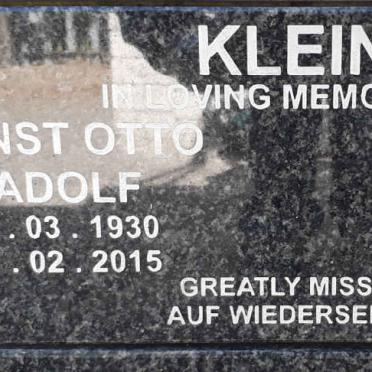 KLEIN
IN LOVING MEMO
NST OTTO
ADOLF
. 03 . 1930
. 02 . 2015
GREATLY MISS
AUF WIEDERSE